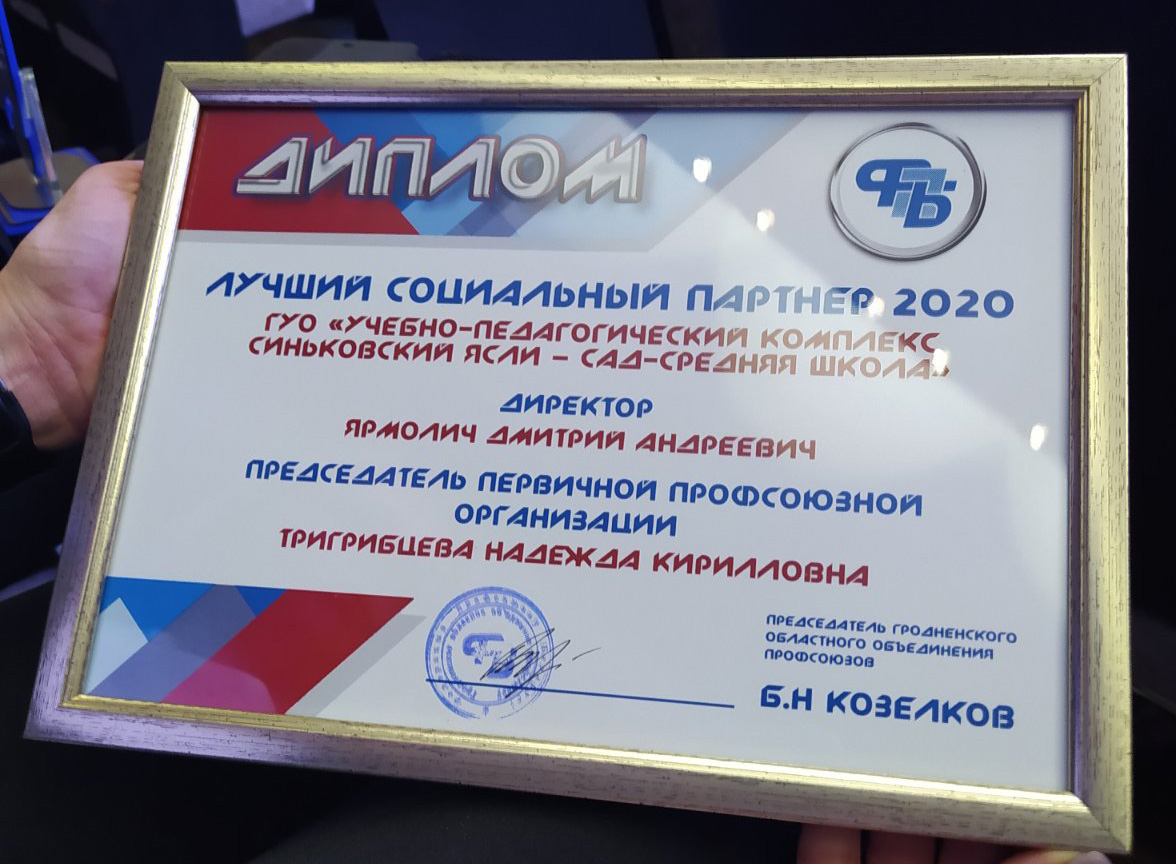 ДИПЛОМ
ФПБ
ЛУЧШИЙ СОЦИАЛЬНЫЙ ПАРТНЕР 2020
ГУО «УЧЕБНО-ПЕДАГОГИЧЕСКИЙ КОМПЛЕКС
СИНЬКОВСКИЙ ЯСЛИ – САД-СРЕДНЯЯ ШКОЛА»
ДИРЕКТОР
ЯРМОЛИЧ ДМИТРИЙ АНДРЕЕВИЧ
ПРЕДСЕДАТЕЛЬ ПЕРВИЧНОЙ ПРОФСОЮЗНОЙ
ОРГАНИЗАЦИИ
ТРИГРИБЦЕВА НАДЕЖДА КИРИЛЛОВНА
ПРЕДСЕДАТЕЛЬ ГРОДНЕНСКОГО
ОБЛАСТНОГО ОБЪЕДИНЕНИЯ
ПРОФСОЮЗОВ
Б.Н КОЗЕЛКОВ